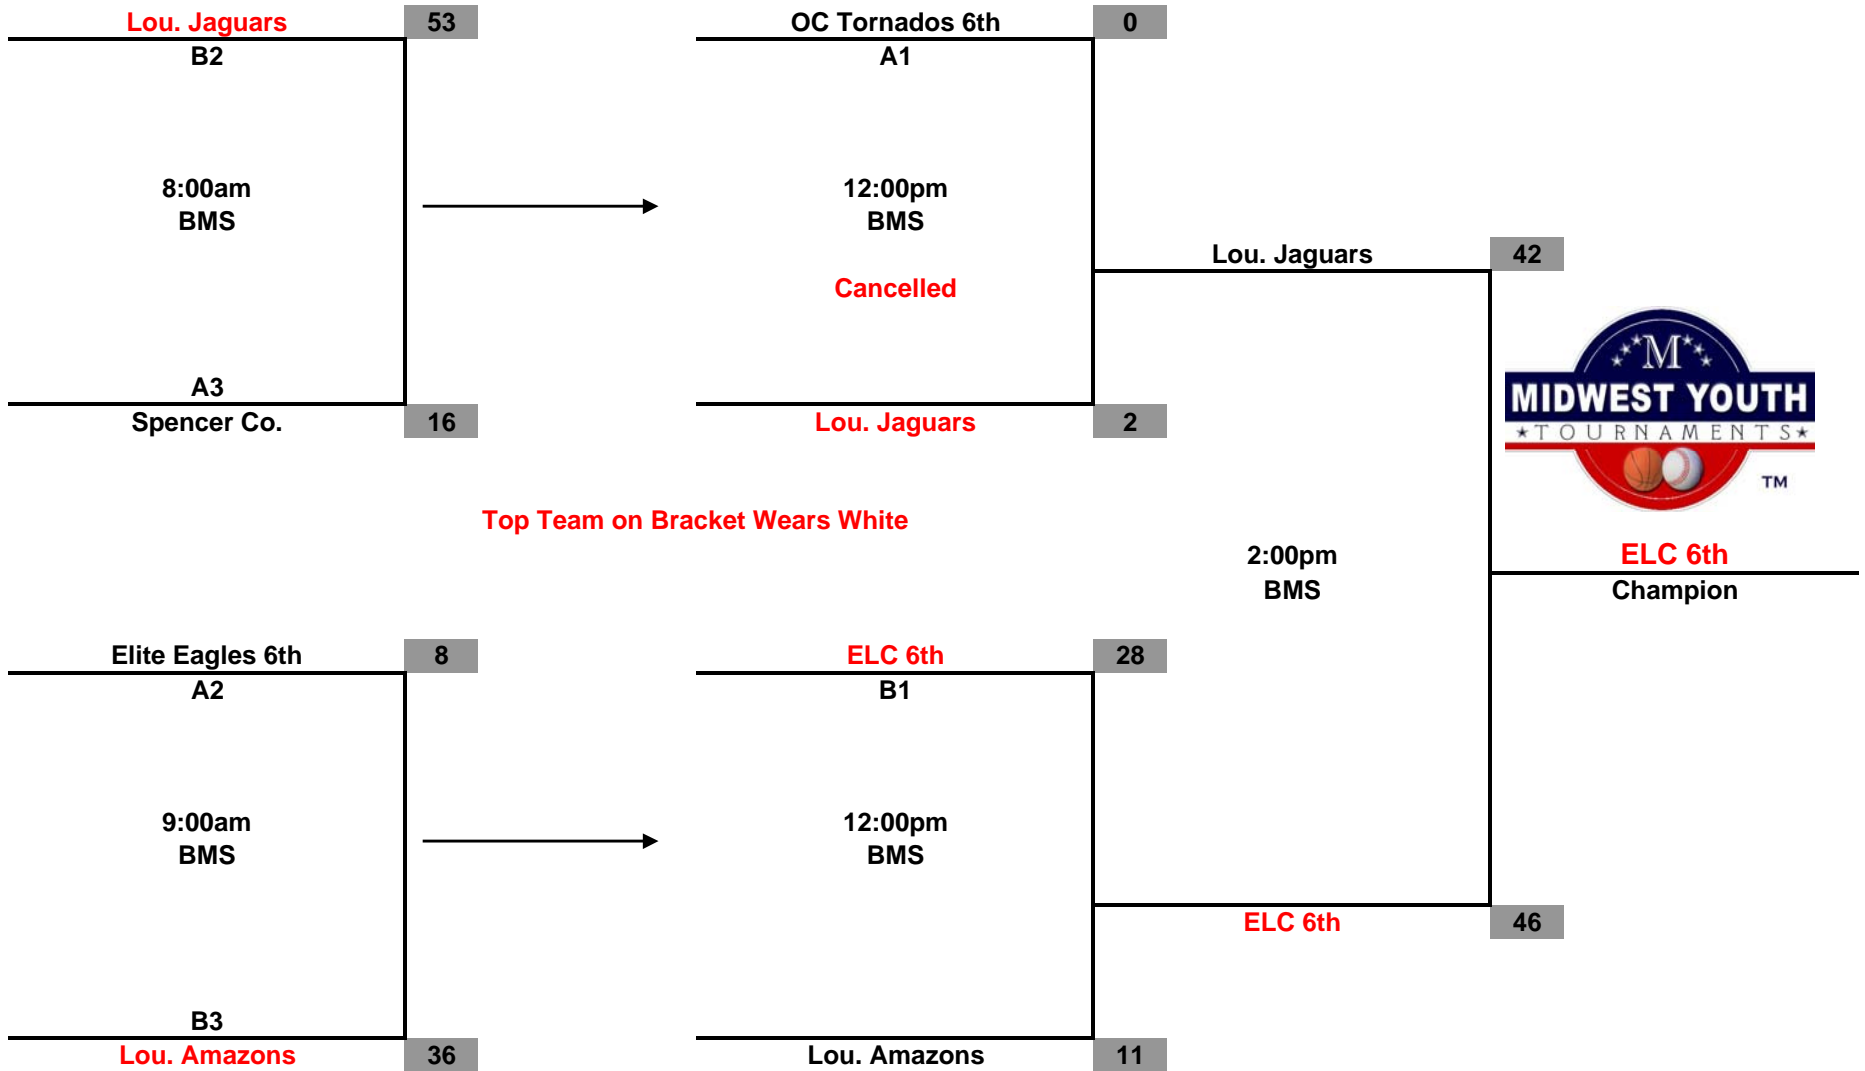 Lou. Jaguars 53
B2
8:00am
BMS
A3
Spencer Co. 16
OC Tornados 6th 0
A1
12:00pm
BMS
Cancelled
Lou. Jaguars 2
Lou. Jaguars 42
M
MIDWEST YOUTH
TOURNAMENTS
TM
Top Team on Bracket Wears White
2:00pm
BMS
ELC 6th
Champion
Elite Eagles 6th 8
A2
9:00am
BMS
B3
Lou. Amazons 36
ELC 6th 28
B1
12:00pm
BMS
Lou. Amazons 11
ELC 6th 46